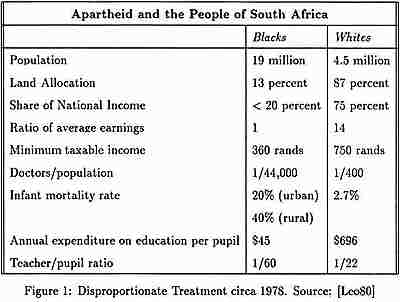 Apartheid and the People of South Africa
Blacks Whites
Population 19 million 4.5 million
Land Allocation 13 percent 87 percent
Share of National Income < 20 percent 75 percent
Ratio of average earnings 1 14
Minimum taxable income 360 rands 750 rands
Doctors/population 1/44,000 1/400
Infant mortality rate 20% (urban) 2.7%
40% (rural)
Annual expenditure on education per pupil $45 $696
Teacher/pupil ratio 1/60 1/22
Figure 1: Disproportionate Treatment circa 1978. Source: [Leo80]